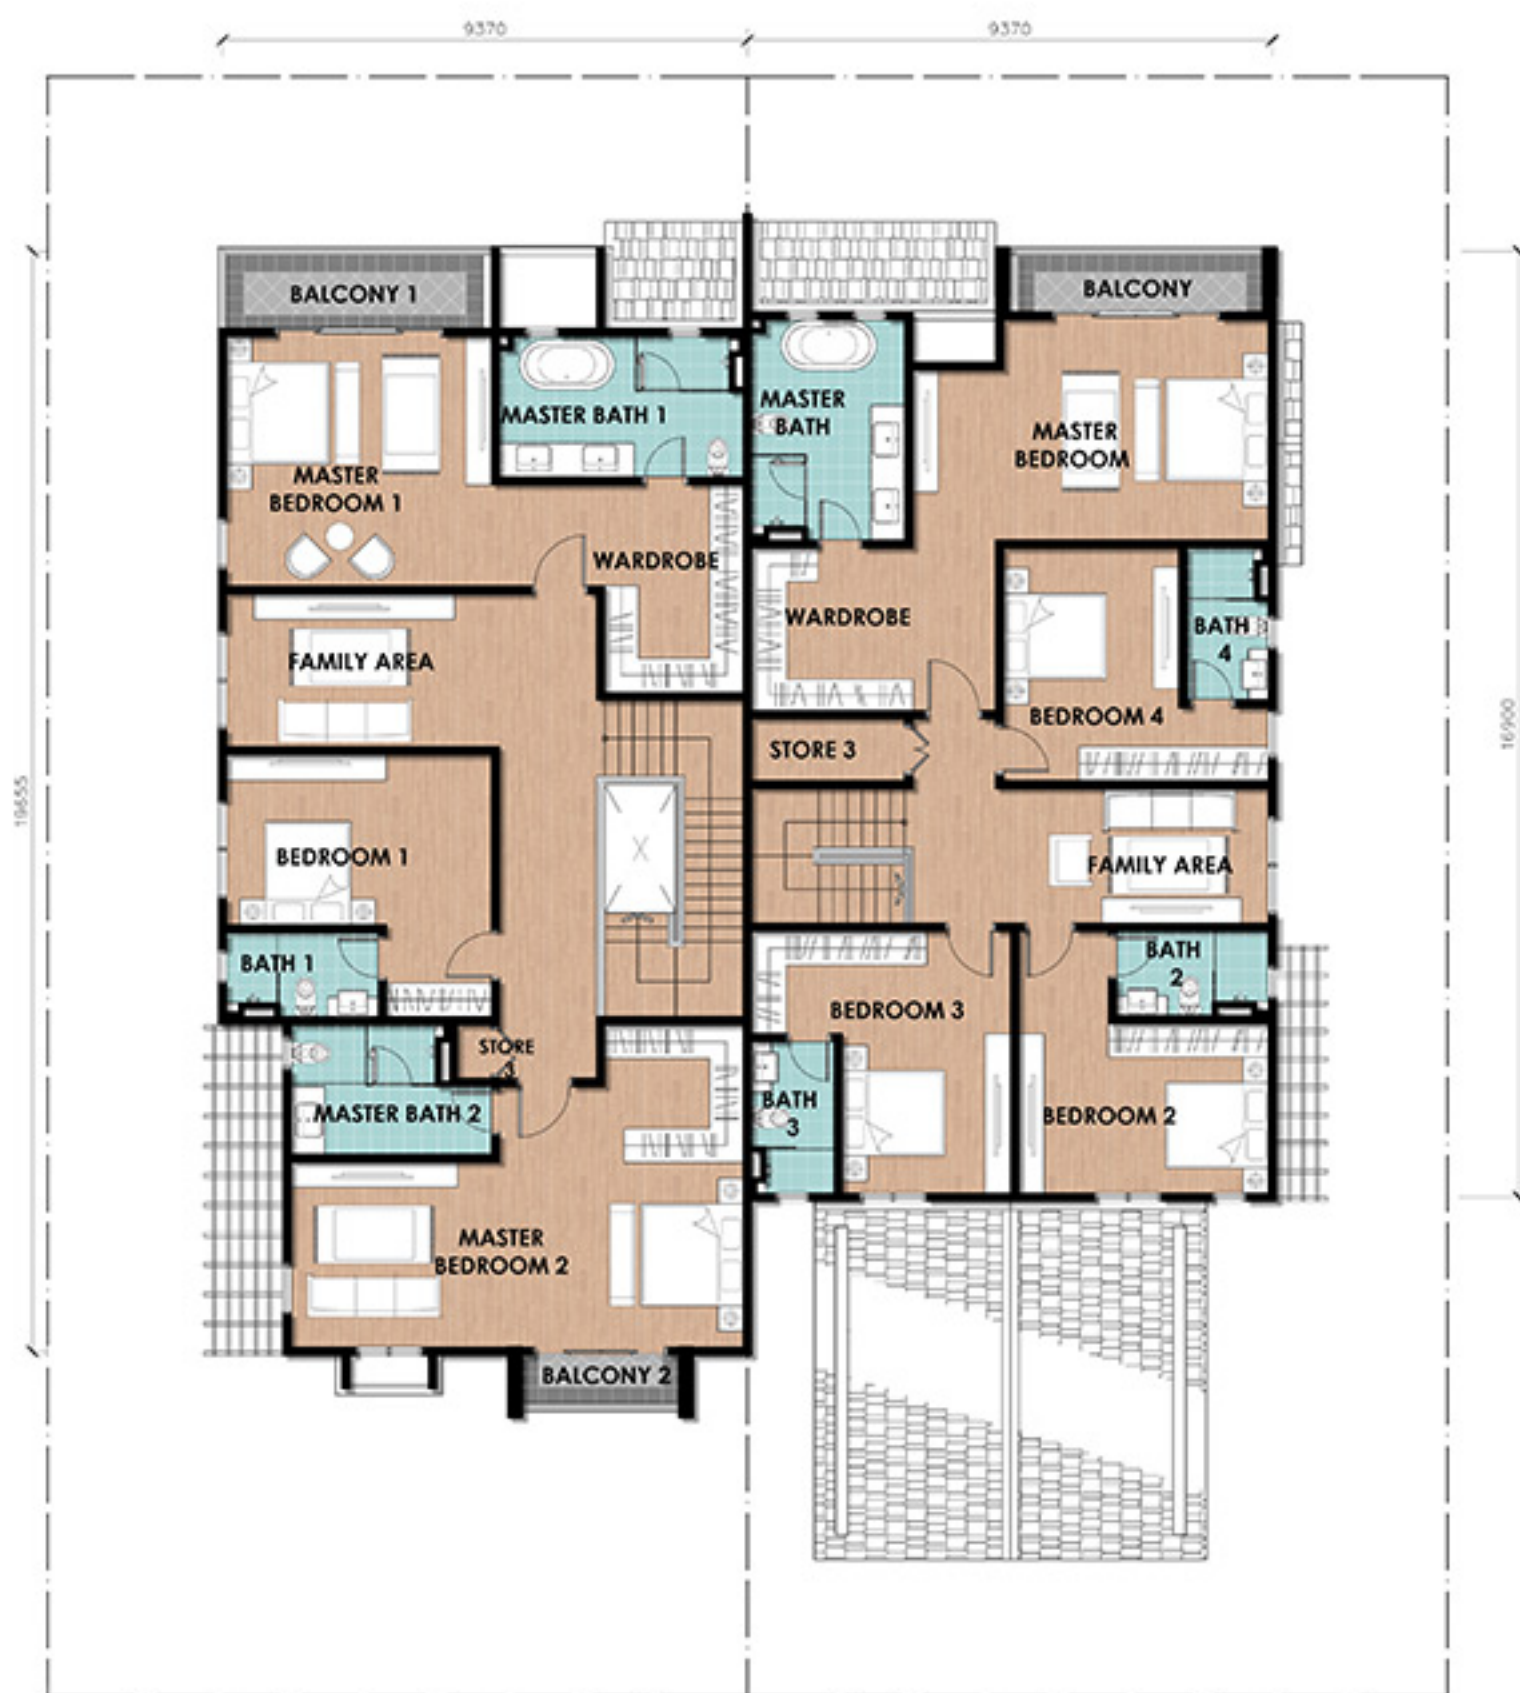 9370
9370
BALCONY 1
BALCONY
MASTER BATH 1
MASTER
BATH
MASTER
BEDROOM
MASTER
BEDROOM 1
WARDROBE
WARDROBE
BATH
4
FAMILY AREA
BEDROOM 4
STORE 3
16900
19655
BEDROOM 1
FAMILY AREA
BATH 1
BATH
2
BEDROOM 3
STORE
MASTER BATH 2
BATH
3
BEDROOM 2
MASTER
BEDROOM 2
BALCONY 2